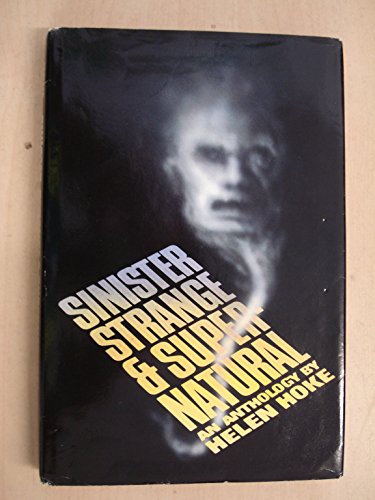 SINISTER
STRANGE
& SUPER-
NATURAL
AN ANTHOLOGY BY
HELEN HOKE